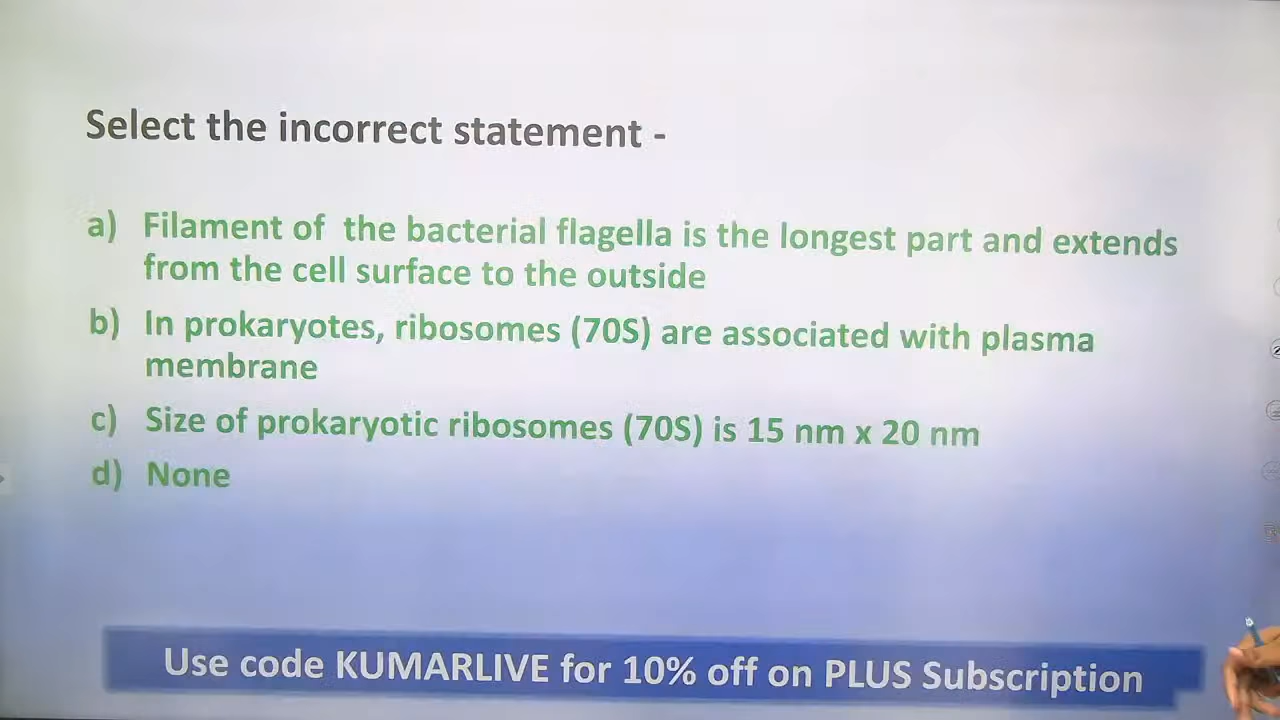 Select the incorrect statement -
a) Filament of the bacterial flagella is the longest part and extends
from the cell surface to the outside
b) In prokaryotes, ribosomes (70S) are associated with plasma
membrane
c) Size of prokaryotic ribosomes (70S) is 15 nm x 20 nm
d) None
Use code KUMARLIVE for 10% off on PLUS Subscription